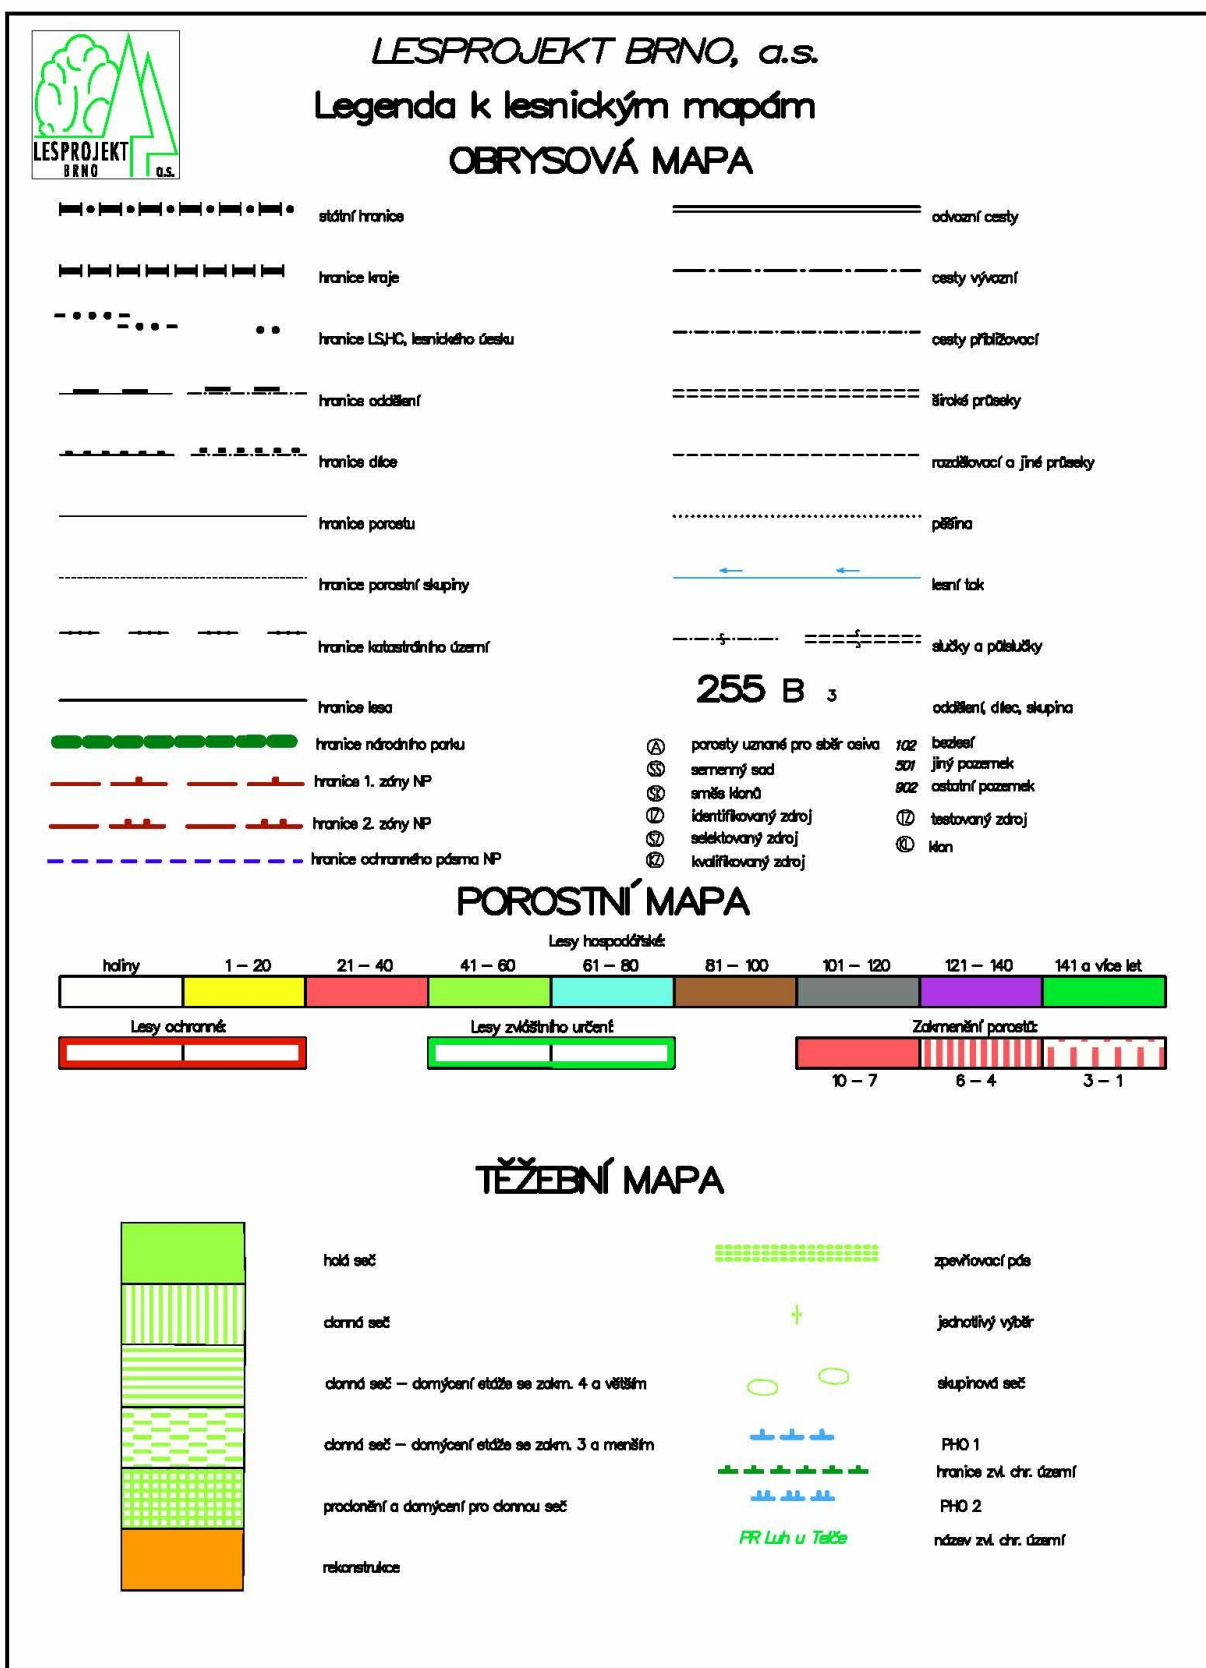 LESPROJEKT BRNO, a.s.
Legenda k lesnickým mapám
OBRYSOVÁ MAPA
LESPROJEKT
BRNO a.s.
státní hranice
hranice kraje
hranice LS,HC, lesnického úesku
hranice oddělení
hranice dílce
hranice porostu
hranice porostní skupiny
hranice katastrálního území
hranice lesa
hranice národního parku
hranice 1. zóny NP
hranice 2. zóny NP
hranice ochranného pásma NP
odvozní cesty
cesty vývozní
cesty přibližovací
široké průseky
rozdělovací a jiné průseky
pěšina
lesní tok
slučky a půlslučky
255 B 3
oddělení, dílec, skupina
A porosty uznané pro sběr osiva
SS semenný sad
SK směs klonů
IZ identifikovaný zdroj
SZ selektovaný zdroj
KZ kvalifikovaný zdroj
102 bezlesí
501 jiný pozemek
902 ostatní pozemek
TZ testovaný zdroj
KL klon
POROSTNÍ MAPA
Lesy hospodářské:
holiny 1 – 20 21 – 40 41 – 60 61 – 80 81 – 100 101 – 120 121 – 140 141 a více let
Lesy ochranné: Lesy zvláštního určení: Zakmenění porostů:
10 – 7 6 – 4 3 – 1
TĚŽEBNÍ MAPA
holá seč
clonná seč
clonná seč – domýcení etáže se zakm. 4 a větším
clonná seč – domýcení etáže se zakm. 3 a menším
proclonění a domýcení pro clonnou seč
rekonstrukce
zpevňovací pás
jednotlivý výběr
skupinová seč
PHO 1
hranice zvl. chr. území
PHO 2
PR Luh u Telče název zvl. chr. území